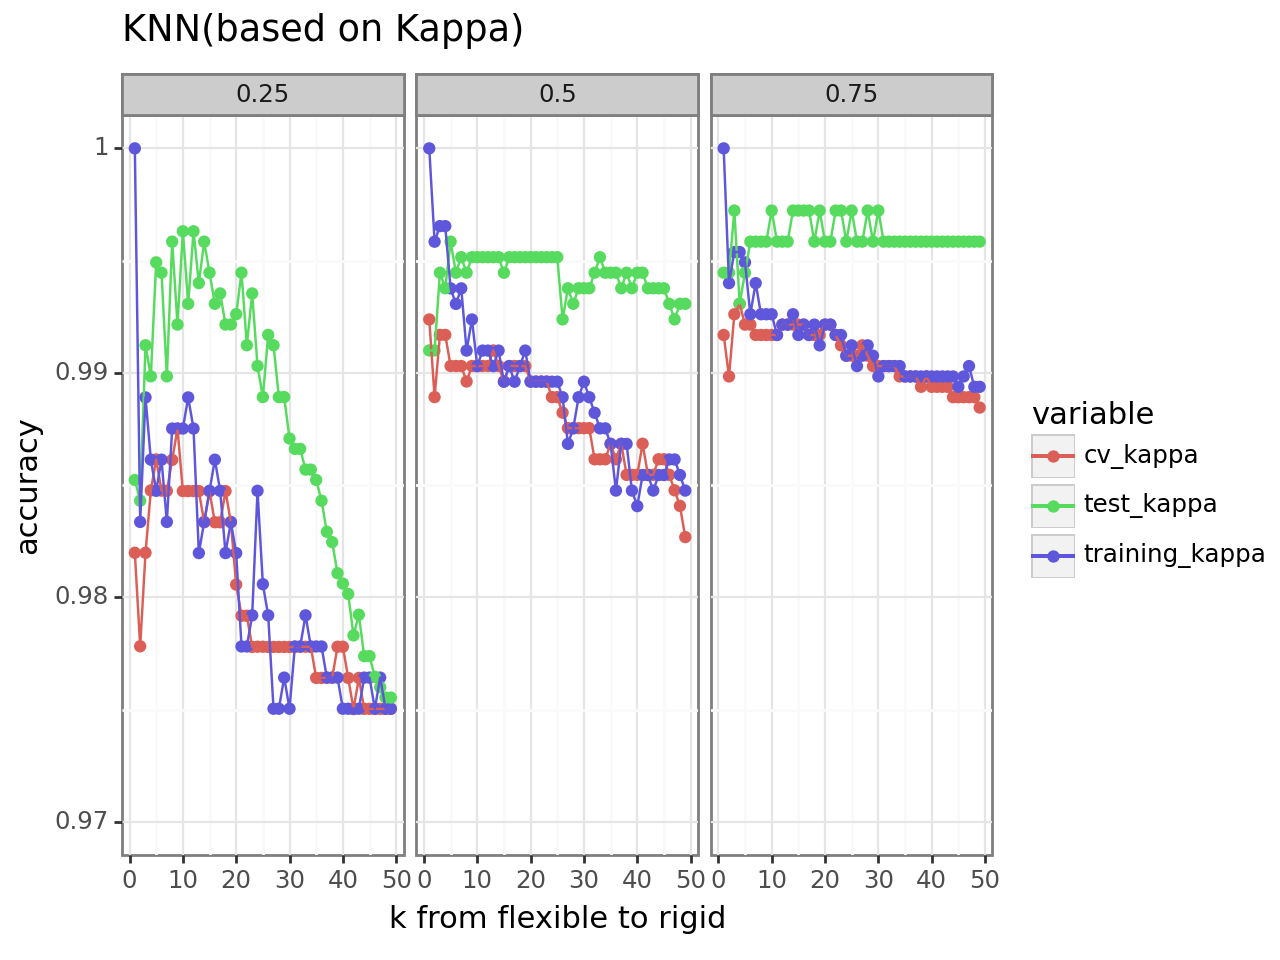 KNN(based on Kappa)
0.25 0.5 0.75
1
0.99
0.98
0.97
accuracy
0 10 20 30 40 50 0 10 20 30 40 50 0 10 20 30 40 50
k from flexible to rigid
variable
cv_kappa
test_kappa
training_kappa